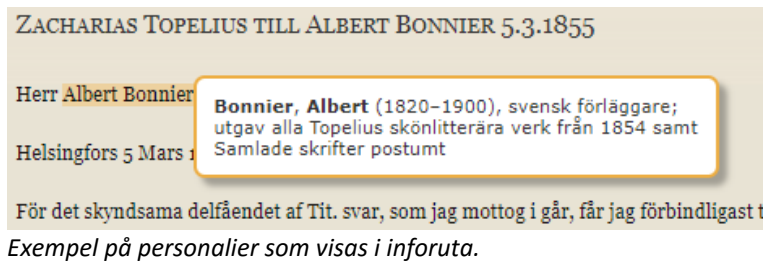 ZACHARIAS TOPELIUS TILL ALBERT BONNIER 5.3.1855
Herr Albert Bonnier
Bonnier, Albert (1820–1900), svensk förläggare;
utgav alla Topelius skönlitterära verk från 1854 samt
Samlade skrifter postumt
Helsingfors 5 Mars
För det skyndsama delfåendet af Tit. svar, som jag mottog i går, får jag förbindligast
Exempel på personalier som visas i inforuta.